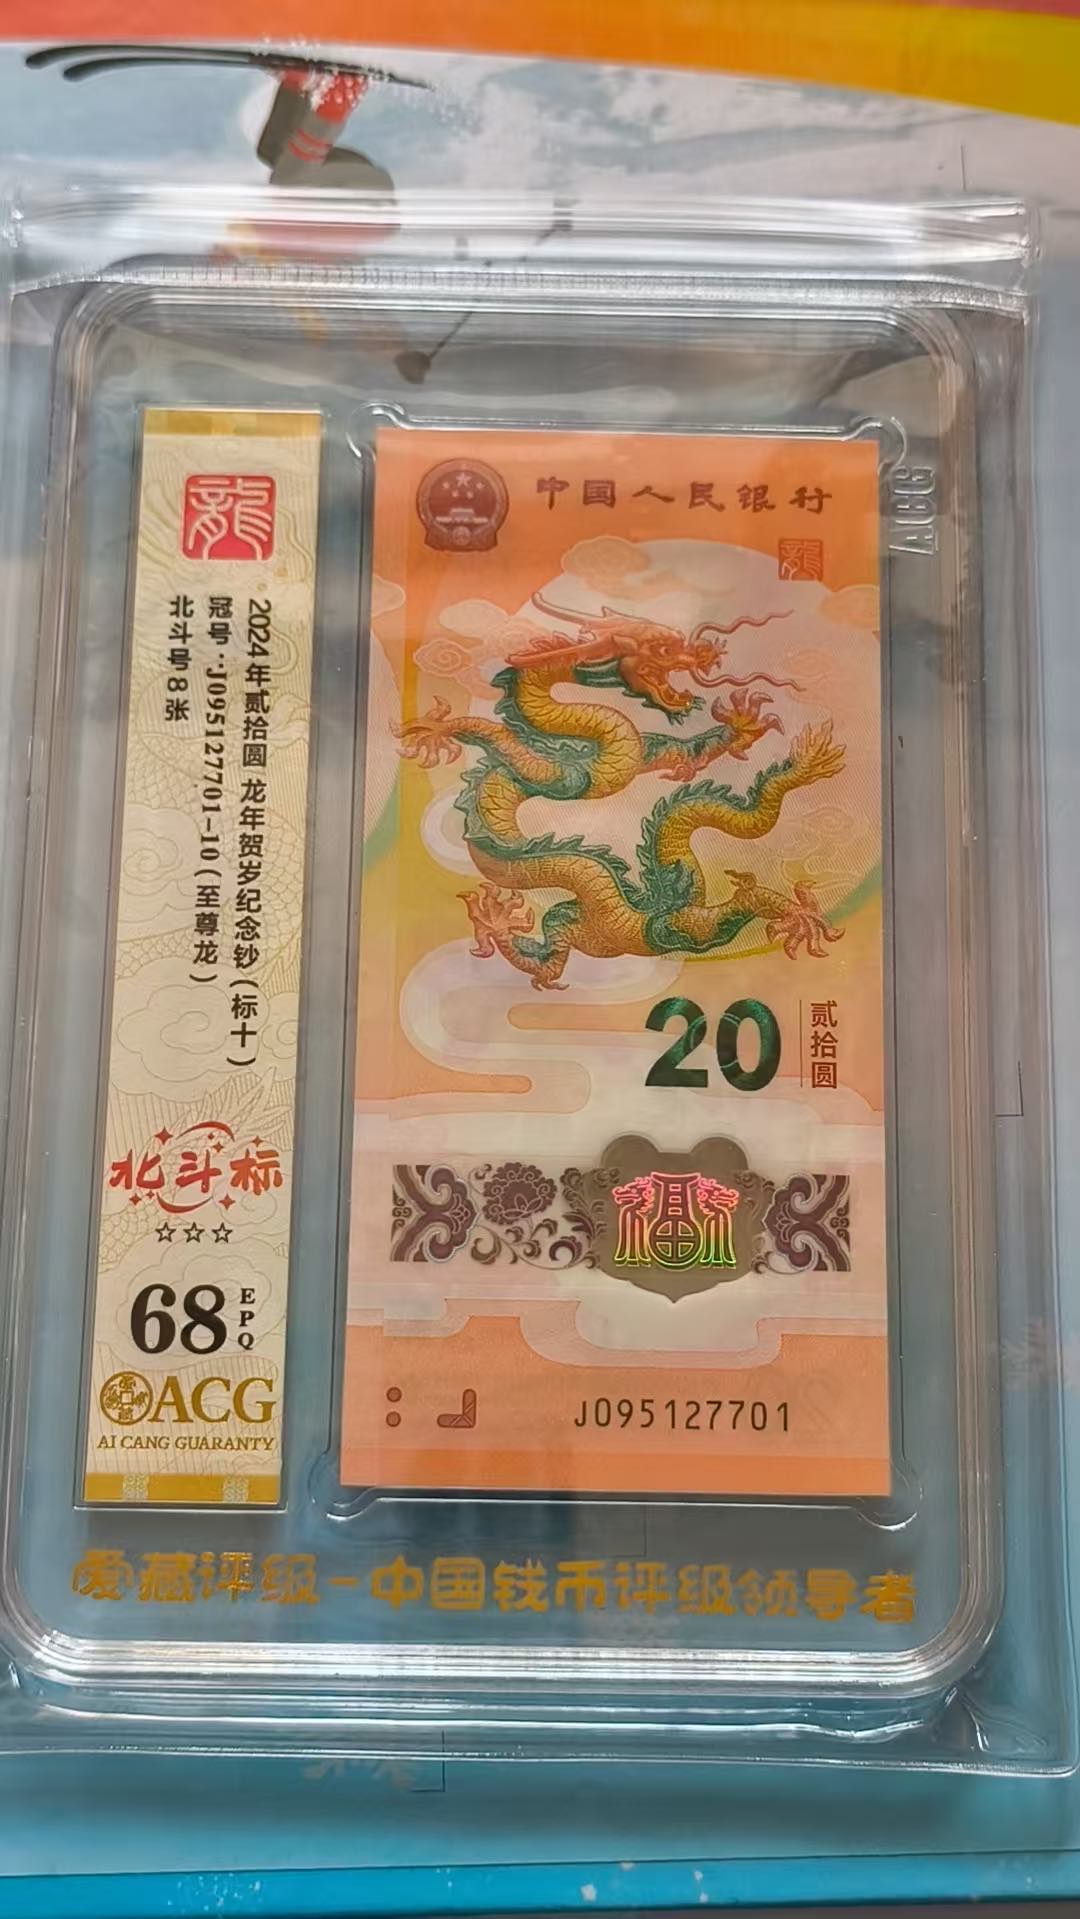 龍
2024年贰拾圆 龙年贺岁纪念钞(标十)
冠号:J095127701-10(至尊龙)
北斗号8张
北斗标
☆☆☆
68 EPQ
ACG
AI CANG GUARANTY
中国人民银行
龍
20 贰拾圆
福
J095127701
ACG
爱藏评级-中国钱币评级领导者